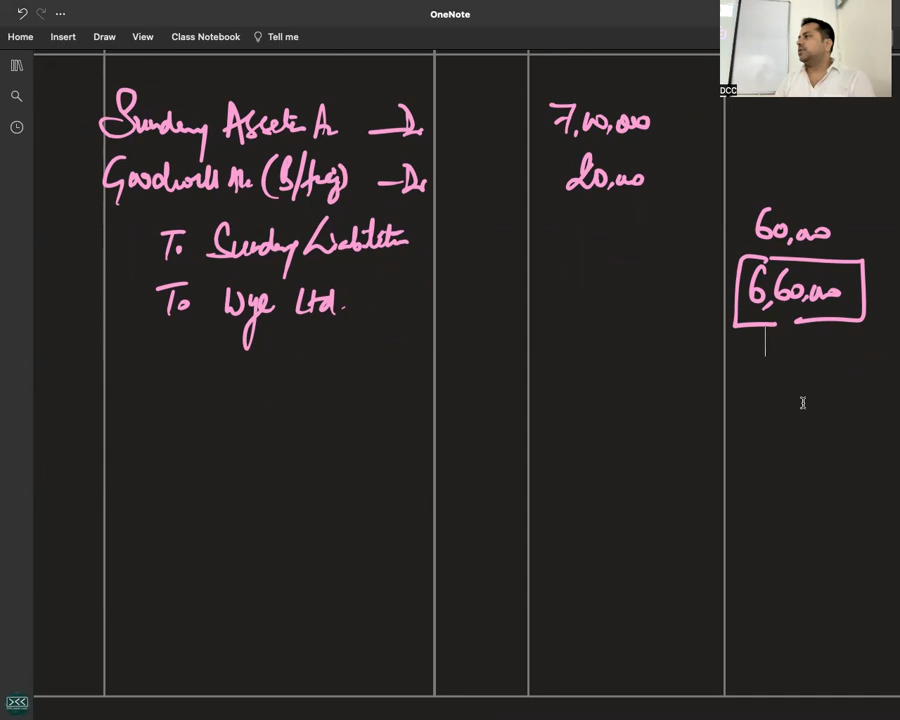 OneNote
Home Insert Draw View Class Notebook Tell me
DCC
Sundry Assets A/c —Dr 7,00,000
Goodwill A/c (B/fig) —Dr 20,000
To Sundry Liabilities 60,000
To Wye Ltd. 6,60,000